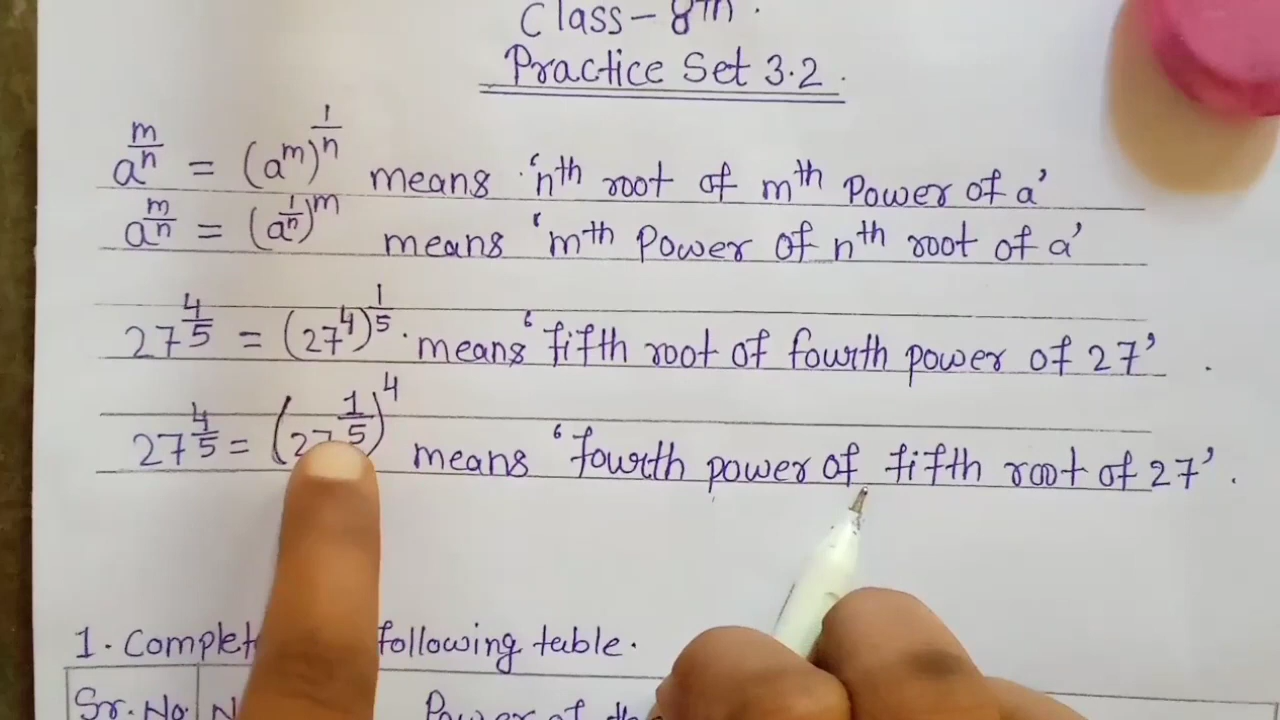 Class - 8th.
Practice Set 3.2.
a^(m/n) = (a^m)^(1/n) means 'nth root of mth Power of a'
a^(m/n) = (a^(1/n))^m means 'mth Power of nth root of a'
27^(4/5) = (27^4)^(1/5). means 'fifth root of fourth power of 27'.
27^(4/5) = (27^(1/5))^4 means 'fourth power of fifth root of 27'.
1. following table.
Sr. No.